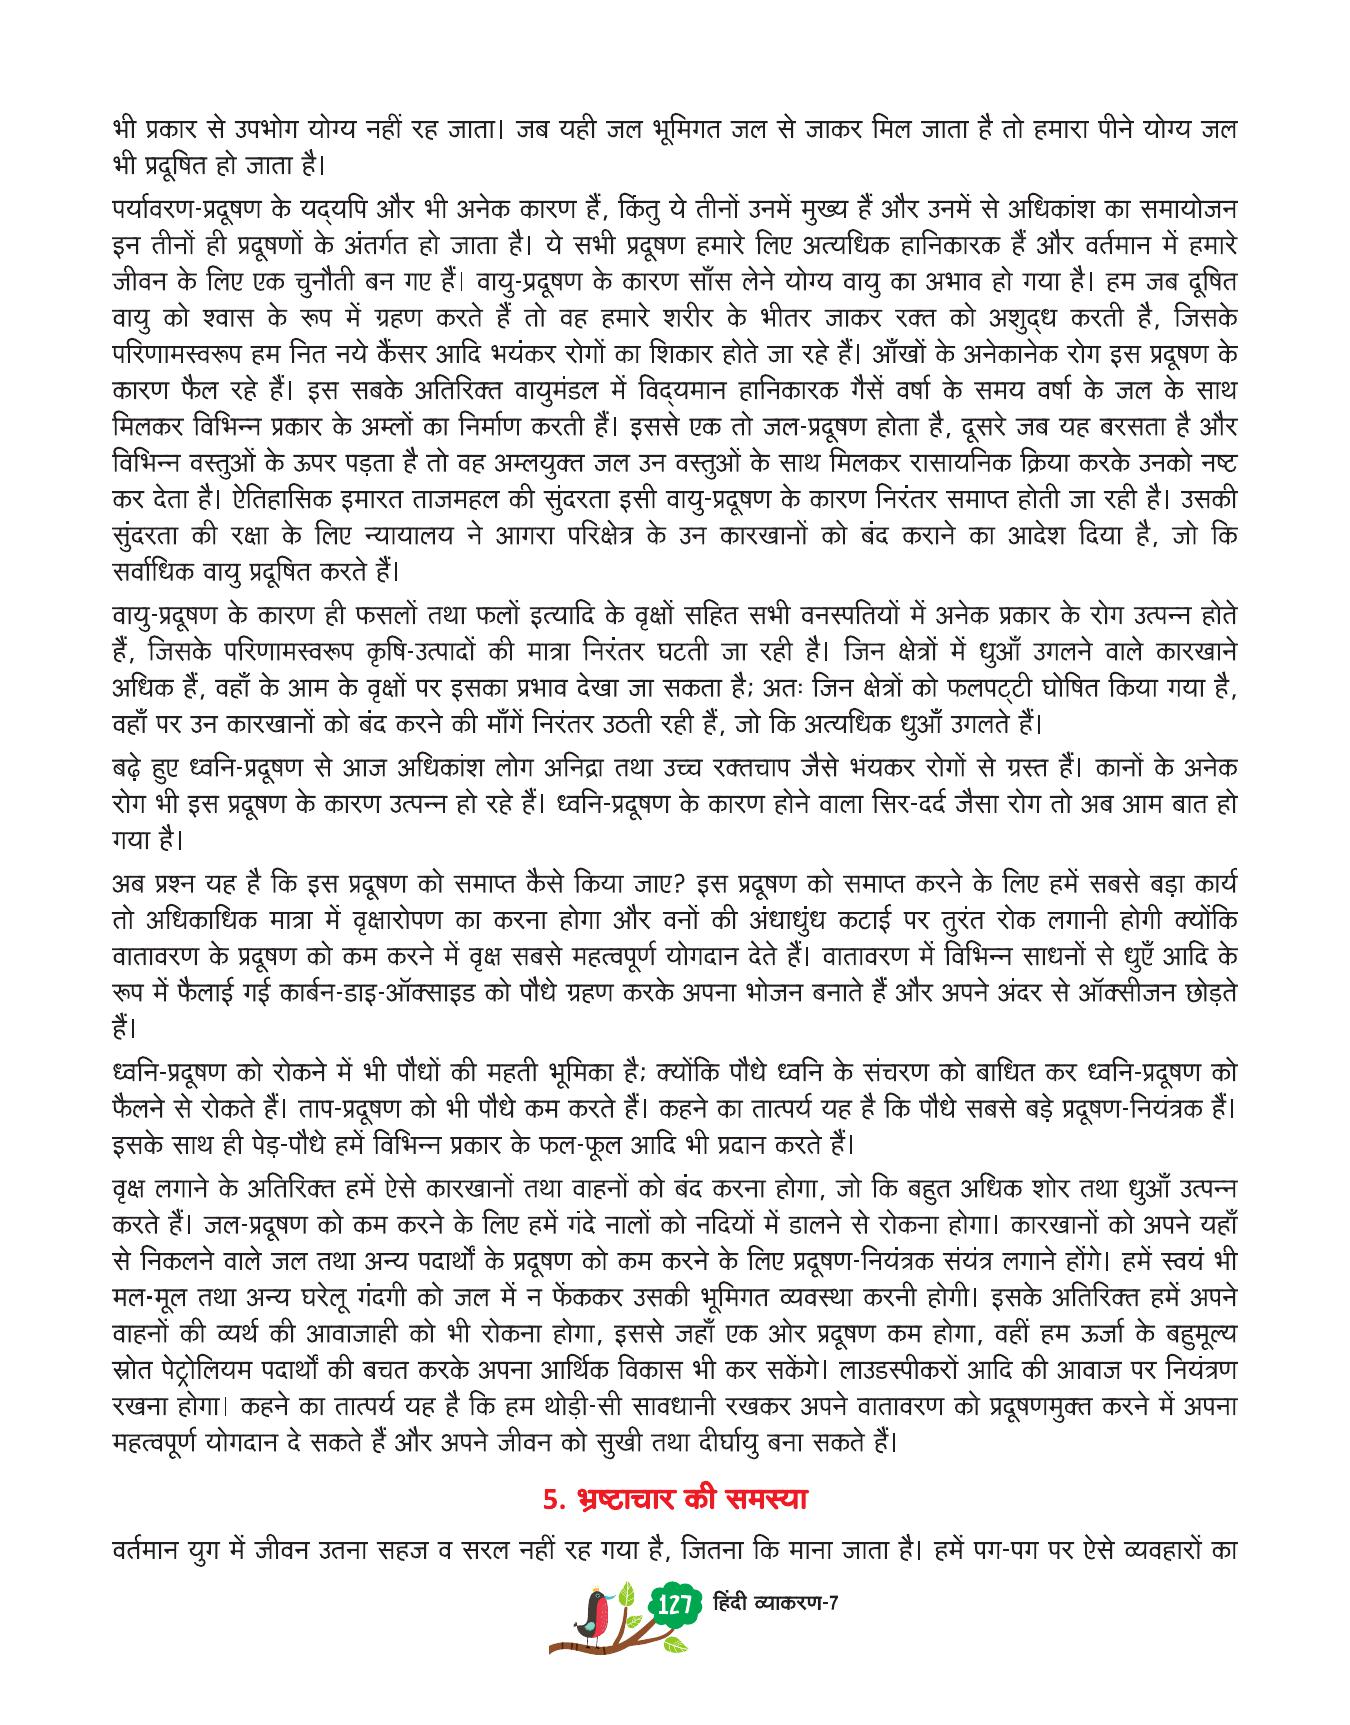 भी प्रकार से उपभोग योग्य नहीं रह जाता। जब यही जल भूमिगत जल से जाकर मिल जाता है तो हमारा पीने योग्य जल
भी प्रदूषित हो जाता है।
पर्यावरण-प्रदूषण के यद्यपि और भी अनेक कारण हैं, किंतु ये तीनों उनमें मुख्य हैं और उनमें से अधिकांश का समायोजन
इन तीनों ही प्रदूषणों के अंतर्गत हो जाता है। ये सभी प्रदूषण हमारे लिए अत्यधिक हानिकारक हैं और वर्तमान में हमारे
जीवन के लिए एक चुनौती बन गए हैं। वायु-प्रदूषण के कारण साँस लेने योग्य वायु का अभाव हो गया है। हम जब दूषित
वायु को श्वास के रूप में ग्रहण करते हैं तो वह हमारे शरीर के भीतर जाकर रक्त को अशुद्ध करती है, जिसके
परिणामस्वरूप हम नित नये कैंसर आदि भयंकर रोगों का शिकार होते जा रहे हैं। आँखों के अनेकानेक रोग इस प्रदूषण के
कारण फैल रहे हैं। इस सबके अतिरिक्त वायुमंडल में विद्यमान हानिकारक गैसें वर्षा के समय वर्षा के जल के साथ
मिलकर विभिन्न प्रकार के अम्लों का निर्माण करती हैं। इससे एक तो जल-प्रदूषण होता है, दूसरे जब यह बरसता है और
विभिन्न वस्तुओं के ऊपर पड़ता है तो वह अम्लयुक्त जल उन वस्तुओं के साथ मिलकर रासायनिक क्रिया करके उनको नष्ट
कर देता है। ऐतिहासिक इमारत ताजमहल की सुंदरता इसी वायु-प्रदूषण के कारण निरंतर समाप्त होती जा रही है। उसकी
सुंदरता की रक्षा के लिए न्यायालय ने आगरा परिक्षेत्र के उन कारखानों को बंद कराने का आदेश दिया है, जो कि
सर्वाधिक वायु प्रदूषित करते हैं।
वायु-प्रदूषण के कारण ही फसलों तथा फलों इत्यादि के वृक्षों सहित सभी वनस्पतियों में अनेक प्रकार के रोग उत्पन्न होते
हैं, जिसके परिणामस्वरूप कृषि-उत्पादों की मात्रा निरंतर घटती जा रही है। जिन क्षेत्रों में धुआँ उगलने वाले कारखाने
अधिक हैं, वहाँ के आम के वृक्षों पर इसका प्रभाव देखा जा सकता है; अतः जिन क्षेत्रों को फलपट्टी घोषित किया गया है,
वहाँ पर उन कारखानों को बंद करने की माँगें निरंतर उठती रही हैं, जो कि अत्यधिक धुआँ उगलते हैं।
बढ़े हुए ध्वनि-प्रदूषण से आज अधिकांश लोग अनिद्रा तथा उच्च रक्तचाप जैसे भंयकर रोगों से ग्रस्त हैं। कानों के अनेक
रोग भी इस प्रदूषण के कारण उत्पन्न हो रहे हैं। ध्वनि-प्रदूषण के कारण होने वाला सिर-दर्द जैसा रोग तो अब आम बात हो
गया है।
अब प्रश्न यह है कि इस प्रदूषण को समाप्त कैसे किया जाए? इस प्रदूषण को समाप्त करने के लिए हमें सबसे बड़ा कार्य
तो अधिकाधिक मात्रा में वृक्षारोपण का करना होगा और वनों की अंधाधुंध कटाई पर तुरंत रोक लगानी होगी क्योंकि
वातावरण के प्रदूषण को कम करने में वृक्ष सबसे महत्वपूर्ण योगदान देते हैं। वातावरण में विभिन्न साधनों से धुएँ आदि के
रूप में फैलाई गई कार्बन-डाइ-ऑक्साइड को पौधे ग्रहण करके अपना भोजन बनाते हैं और अपने अंदर से ऑक्सीजन छोड़ते
हैं।
ध्वनि-प्रदूषण को रोकने में भी पौधों की महती भूमिका है; क्योंकि पौधे ध्वनि के संचरण को बाधित कर ध्वनि-प्रदूषण को
फैलने से रोकते हैं। ताप-प्रदूषण को भी पौधे कम करते हैं। कहने का तात्पर्य यह है कि पौधे सबसे बड़े प्रदूषण-नियंत्रक हैं।
इसके साथ ही पेड़-पौधे हमें विभिन्न प्रकार के फल-फूल आदि भी प्रदान करते हैं।
वृक्ष लगाने के अतिरिक्त हमें ऐसे कारखानों तथा वाहनों को बंद करना होगा, जो कि बहुत अधिक शोर तथा धुआँ उत्पन्न
करते हैं। जल-प्रदूषण को कम करने के लिए हमें गंदे नालों को नदियों में डालने से रोकना होगा। कारखानों को अपने यहाँ
से निकलने वाले जल तथा अन्य पदार्थों के प्रदूषण को कम करने के लिए प्रदूषण-नियंत्रक संयंत्र लगाने होंगे। हमें स्वयं भी
मल-मूल तथा अन्य घरेलू गंदगी को जल में न फेंककर उसकी भूमिगत व्यवस्था करनी होगी। इसके अतिरिक्त हमें अपने
वाहनों की व्यर्थ की आवाजाही को भी रोकना होगा, इससे जहाँ एक ओर प्रदूषण कम होगा, वहीं हम ऊर्जा के बहुमूल्य
स्रोत पेट्रोलियम पदार्थों की बचत करके अपना आर्थिक विकास भी कर सकेंगे। लाउडस्पीकरों आदि की आवाज पर नियंत्रण
रखना होगा। कहने का तात्पर्य यह है कि हम थोड़ी-सी सावधानी रखकर अपने वातावरण को प्रदूषणमुक्त करने में अपना
महत्वपूर्ण योगदान दे सकते हैं और अपने जीवन को सुखी तथा दीर्घायु बना सकते हैं।
5. भ्रष्टाचार की समस्या
वर्तमान युग में जीवन उतना सहज व सरल नहीं रह गया है, जितना कि माना जाता है। हमें पग-पग पर ऐसे व्यवहारों का
127 हिंदी व्याकरण-7